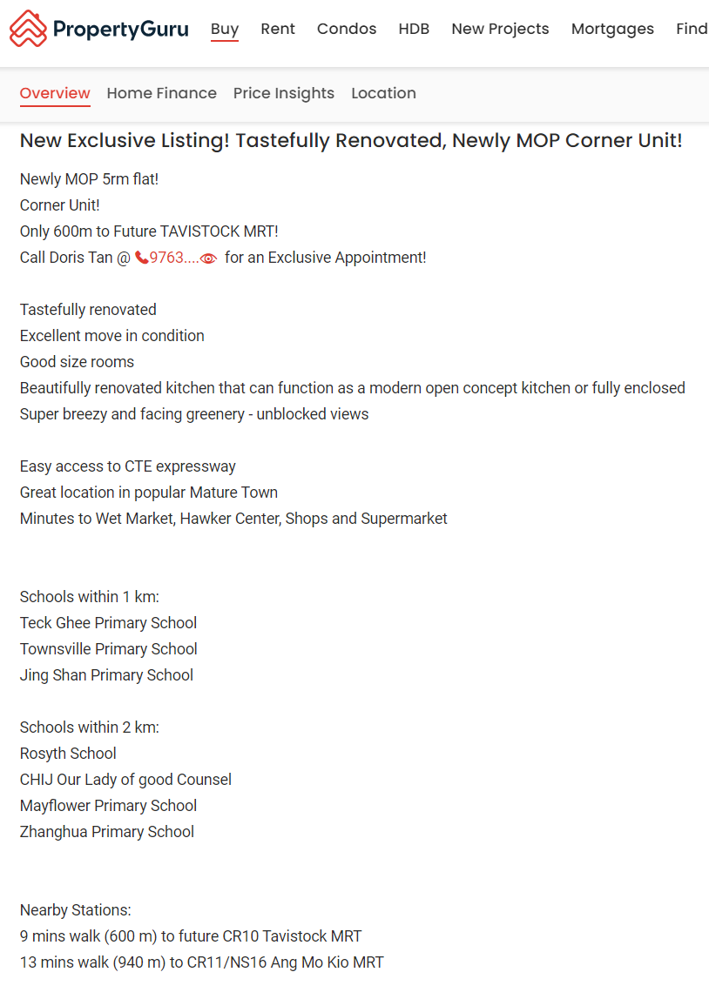 PropertyGuru Buy Rent Condos HDB New Projects Mortgages Find
Overview Home Finance Price Insights Location
New Exclusive Listing! Tastefully Renovated, Newly MOP Corner Unit!
Newly MOP 5rm flat!
Corner Unit!
Only 600m to Future TAVISTOCK MRT!
Call Doris Tan @ 9763.... for an Exclusive Appointment!
Tastefully renovated
Excellent move in condition
Good size rooms
Beautifully renovated kitchen that can function as a modern open concept kitchen or fully enclosed
Super breezy and facing greenery - unblocked views
Easy access to CTE expressway
Great location in popular Mature Town
Minutes to Wet Market, Hawker Center, Shops and Supermarket
Schools within 1 km:
Teck Ghee Primary School
Townsville Primary School
Jing Shan Primary School
Schools within 2 km:
Rosyth School
CHIJ Our Lady of good Counsel
Mayflower Primary School
Zhanghua Primary School
Nearby Stations:
9 mins walk (600 m) to future CR10 Tavistock MRT
13 mins walk (940 m) to CR11/NS16 Ang Mo Kio MRT